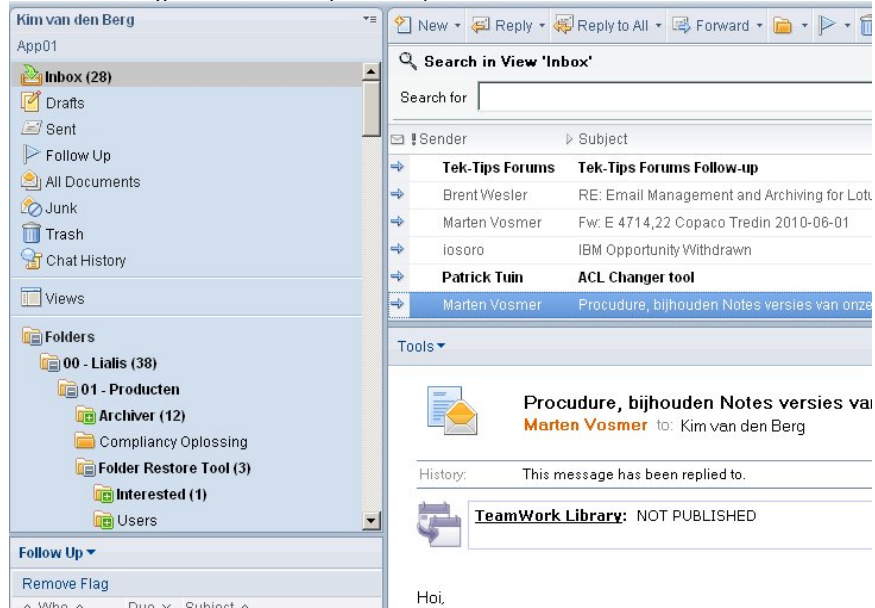 Kim van den Berg
App01
Inbox (28)
Drafts
Sent
Follow Up
All Documents
Junk
Trash
Chat History
Views
Folders
00 - Lialis (38)
01 - Producten
Archiver (12)
Compliancy Oplossing
Folder Restore Tool (3)
Interested (1)
Users
Follow Up
Remove Flag
Who Due Subject
New Reply Reply to All Forward
Search in View 'Inbox'
Search for
! Sender Subject
Tek-Tips Forums Tek-Tips Forums Follow-up
Brent Wesler RE: Email Management and Archiving for Lotu
Marten Vosmer Fw: E 4714,22 Copaco Tredin 2010-06-01
iosoro IBM Opportunity Withdrawn
Patrick Tuin ACL Changer tool
Marten Vosmer Procudure, bijhouden Notes versies van onze
Tools
Procudure, bijhouden Notes versies va
Marten Vosmer to: Kim van den Berg
History: This message has been replied to.
TeamWork Library: NOT PUBLISHED
Hoi,